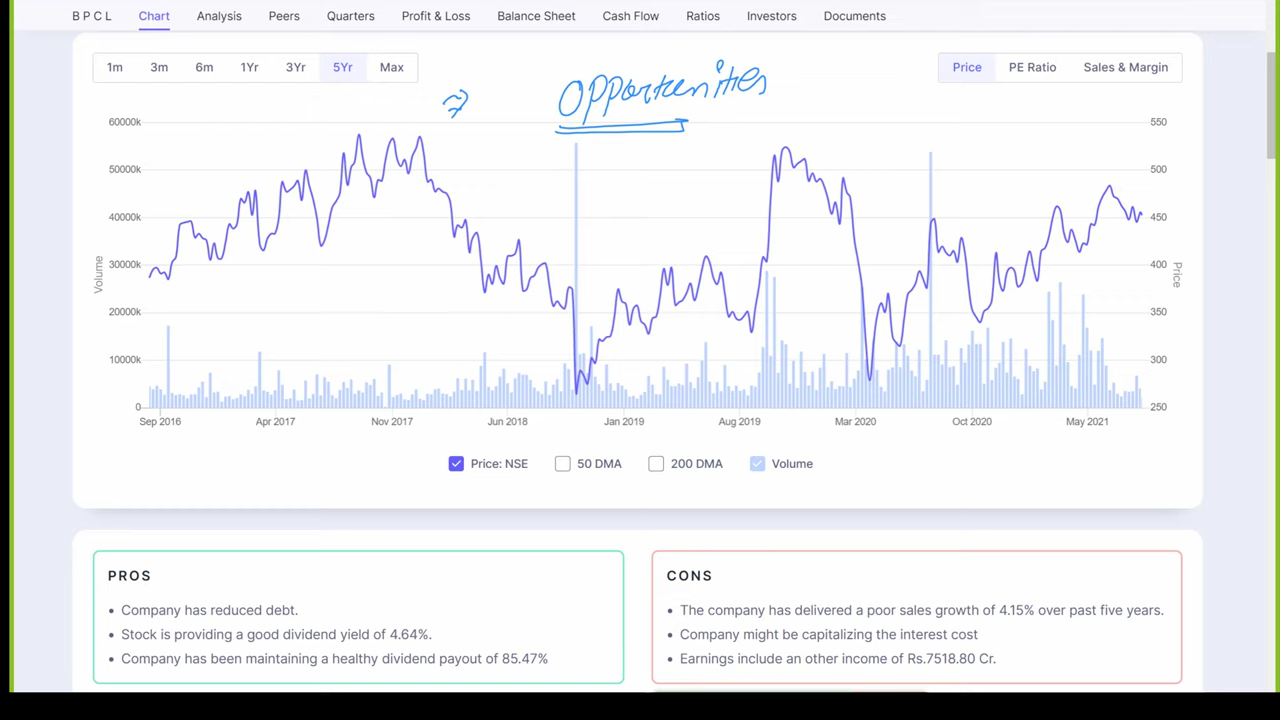 B P C L Chart Analysis Peers Quarters Profit & Loss Balance Sheet Cash Flow Ratios Investors Documents
1m 3m 6m 1Yr 3Yr 5Yr Max
Opportunities
Price PE Ratio Sales & Margin
60000k
50000k
40000k
30000k
20000k
10000k
0
Volume
550
500
450
400
350
300
250
Price
Sep 2016 Apr 2017 Nov 2017 Jun 2018 Jan 2019 Aug 2019 Mar 2020 Oct 2020 May 2021
Price: NSE 50 DMA 200 DMA Volume
PROS
Company has reduced debt.
Stock is providing a good dividend yield of 4.64%.
Company has been maintaining a healthy dividend payout of 85.47%
CONS
The company has delivered a poor sales growth of 4.15% over past five years.
Company might be capitalizing the interest cost
Earnings include an other income of Rs.7518.80 Cr.